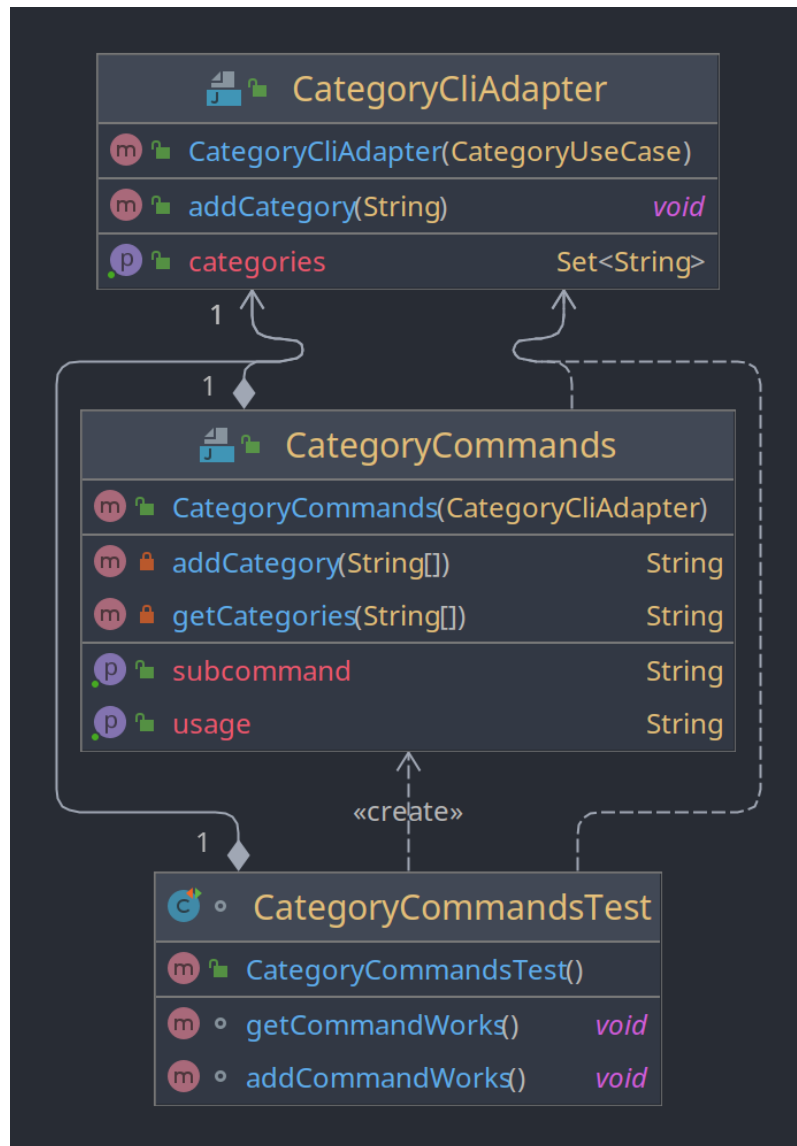 CategoryCliAdapter
CategoryCliAdapter(CategoryUseCase)
addCategory(String) void
categories Set<String>
1
1
CategoryCommands
CategoryCommands(CategoryCliAdapter)
addCategory(String[]) String
getCategories(String[]) String
subcommand String
usage String
«create»
1
CategoryCommandsTest
CategoryCommandsTest()
getCommandWorks() void
addCommandWorks() void